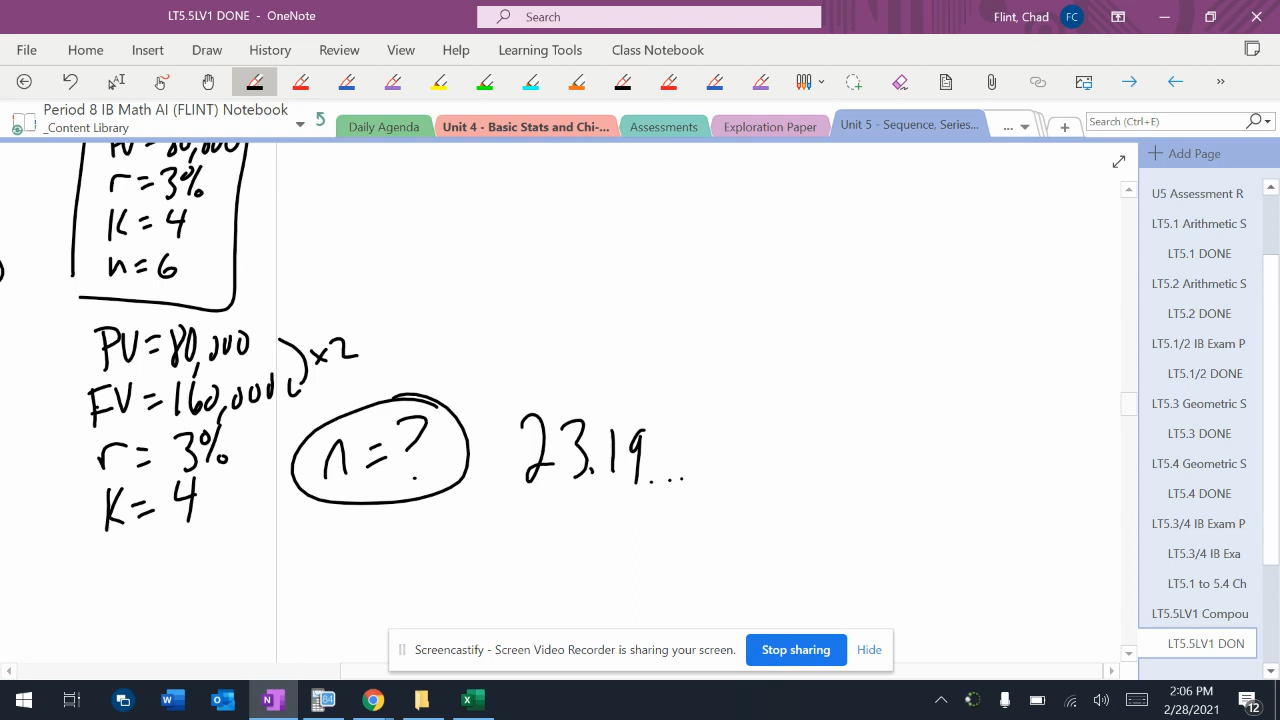 LT5.5LV1 DONE - OneNote
Search
Flint, Chad
FC
File Home Insert Draw History Review View Help Learning Tools Class Notebook
Period 8 IB Math AI (FLINT) Notebook
_Content Library
Daily Agenda
Unit 4 - Basic Stats and Chi-...
Assessments
Exploration Paper
Unit 5 - Sequence, Series...
...
Search (Ctrl+E)
Add Page
U5 Assessment R
LT5.1 Arithmetic S
LT5.1 DONE
LT5.2 Arithmetic S
LT5.2 DONE
LT5.1/2 IB Exam P
LT5.1/2 DONE
LT5.3 Geometric S
LT5.3 DONE
LT5.4 Geometric S
LT5.4 DONE
LT5.3/4 IB Exam P
LT5.3/4 IB Exa
LT5.1 to 5.4 Ch
LT5.5LV1 Compou
LT5.5LV1 DON
r = 3%
K = 4
n = 6
PV = 80,000
x2
FV = 160,000
r = 3%
K = 4
n = ?
23.19...
Screencastify - Screen Video Recorder is sharing your screen.
Stop sharing
Hide
2:06 PM
2/28/2021
12